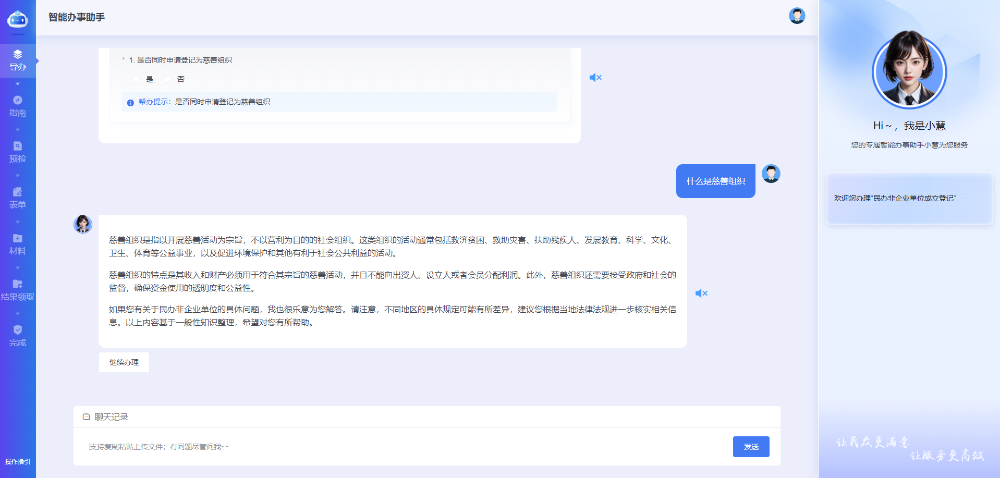 智能办事助手
导办
指南
预检
表单
材料
结果领取
完成
操作指引
* 1. 是否同时申请登记为慈善组织
是 否
帮办提示：是否同时申请登记为慈善组织
什么是慈善组织
慈善组织是指以开展慈善活动为宗旨，不以营利为目的的社会组织。这类组织的活动通常包括救济贫困、救助灾害、扶助残疾人、发展教育、科学、文化、
卫生、体育等公益事业，以及促进环境保护和其他有利于社会公共利益的活动。
慈善组织的特点是其收入和财产必须用于符合其宗旨的慈善活动，并且不能向出资人、设立人或者会员分配利润。此外，慈善组织还需要接受政府和社会的
监督，确保资金使用的透明度和公益性。
如果您有关于民办非企业单位的具体问题，我也很乐意为您解答。请注意，不同地区的具体规定可能有所差异，建议您根据当地法律法规进一步核实相关信
息。以上内容基于一般性知识整理，希望对您有所帮助。
继续办理
聊天记录
支持复制粘贴上传文件；有问题尽管问我~~
发送
Hi～，我是小慧
您的专属智能办事助手小慧为您服务
欢迎您办理“民办非企业单位成立登记”
让民众更满意
让服务更高效